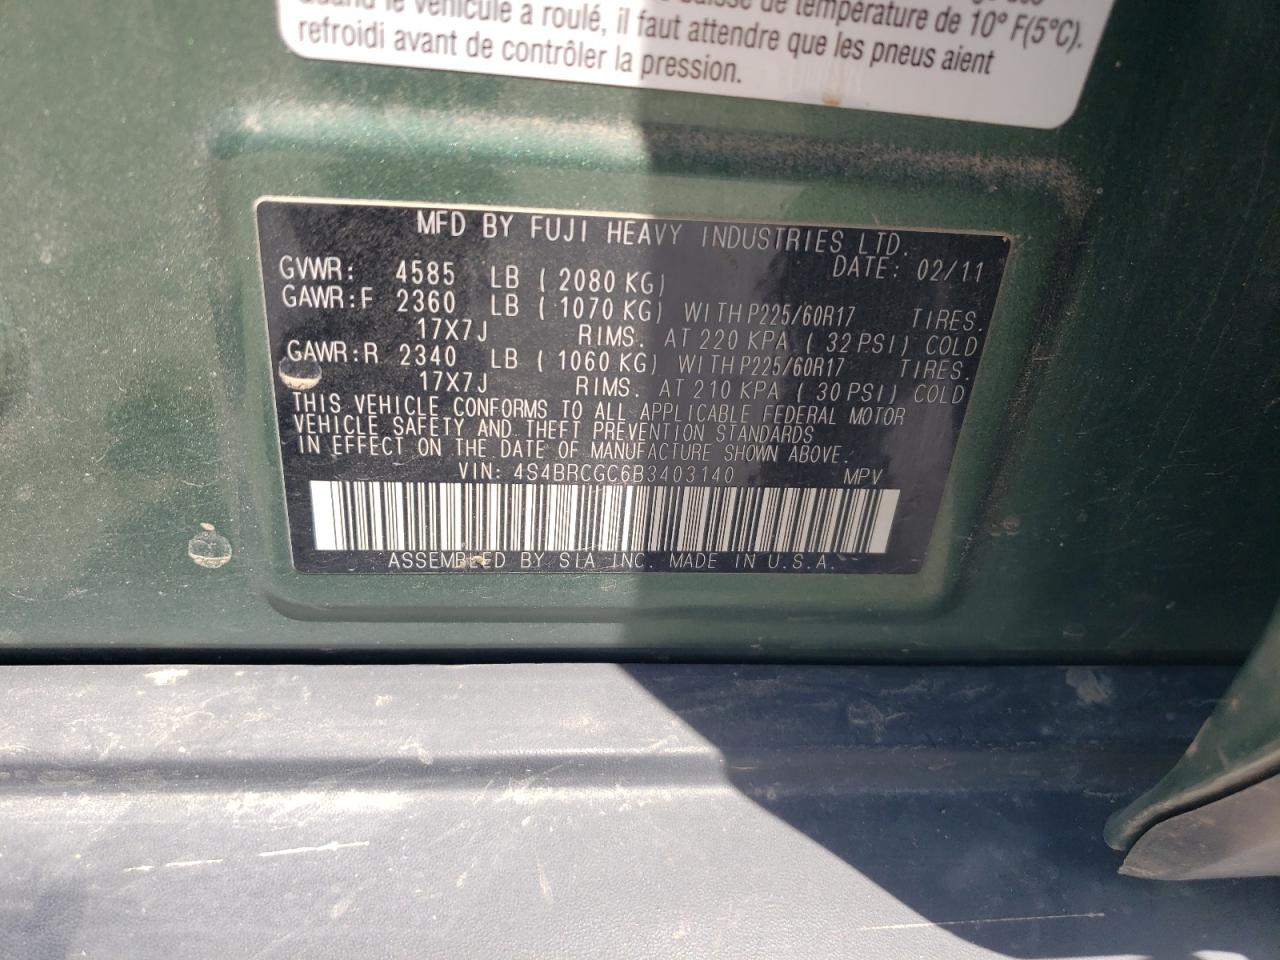 Quand le véhicule a roulé, il faut attendre que les pneus aient
de température de 10° F(5°C).
refroidi avant de contrôler la pression.
MFD BY FUJI HEAVY INDUSTRIES LTD.
DATE: 02/11
GVWR: 4585 LB ( 2080 KG)
GAWR:F 2360 LB ( 1070 KG) WITH P225/60R17 TIRES.
17X7J RIMS. AT 220 KPA ( 32 PSI) COLD
GAWR:R 2340 LB ( 1060 KG) WITH P225/60R17 TIRES.
17X7J RIMS. AT 210 KPA ( 30 PSI) COLD
THIS VEHICLE CONFORMS TO ALL APPLICABLE FEDERAL MOTOR
VEHICLE SAFETY AND THEFT PREVENTION STANDARDS
IN EFFECT ON THE DATE OF MANUFACTURE SHOWN ABOVE.
VIN: 4S4BRCGC6B3403140 MPV
ASSEMBLED BY SIA INC. MADE IN U.S.A.